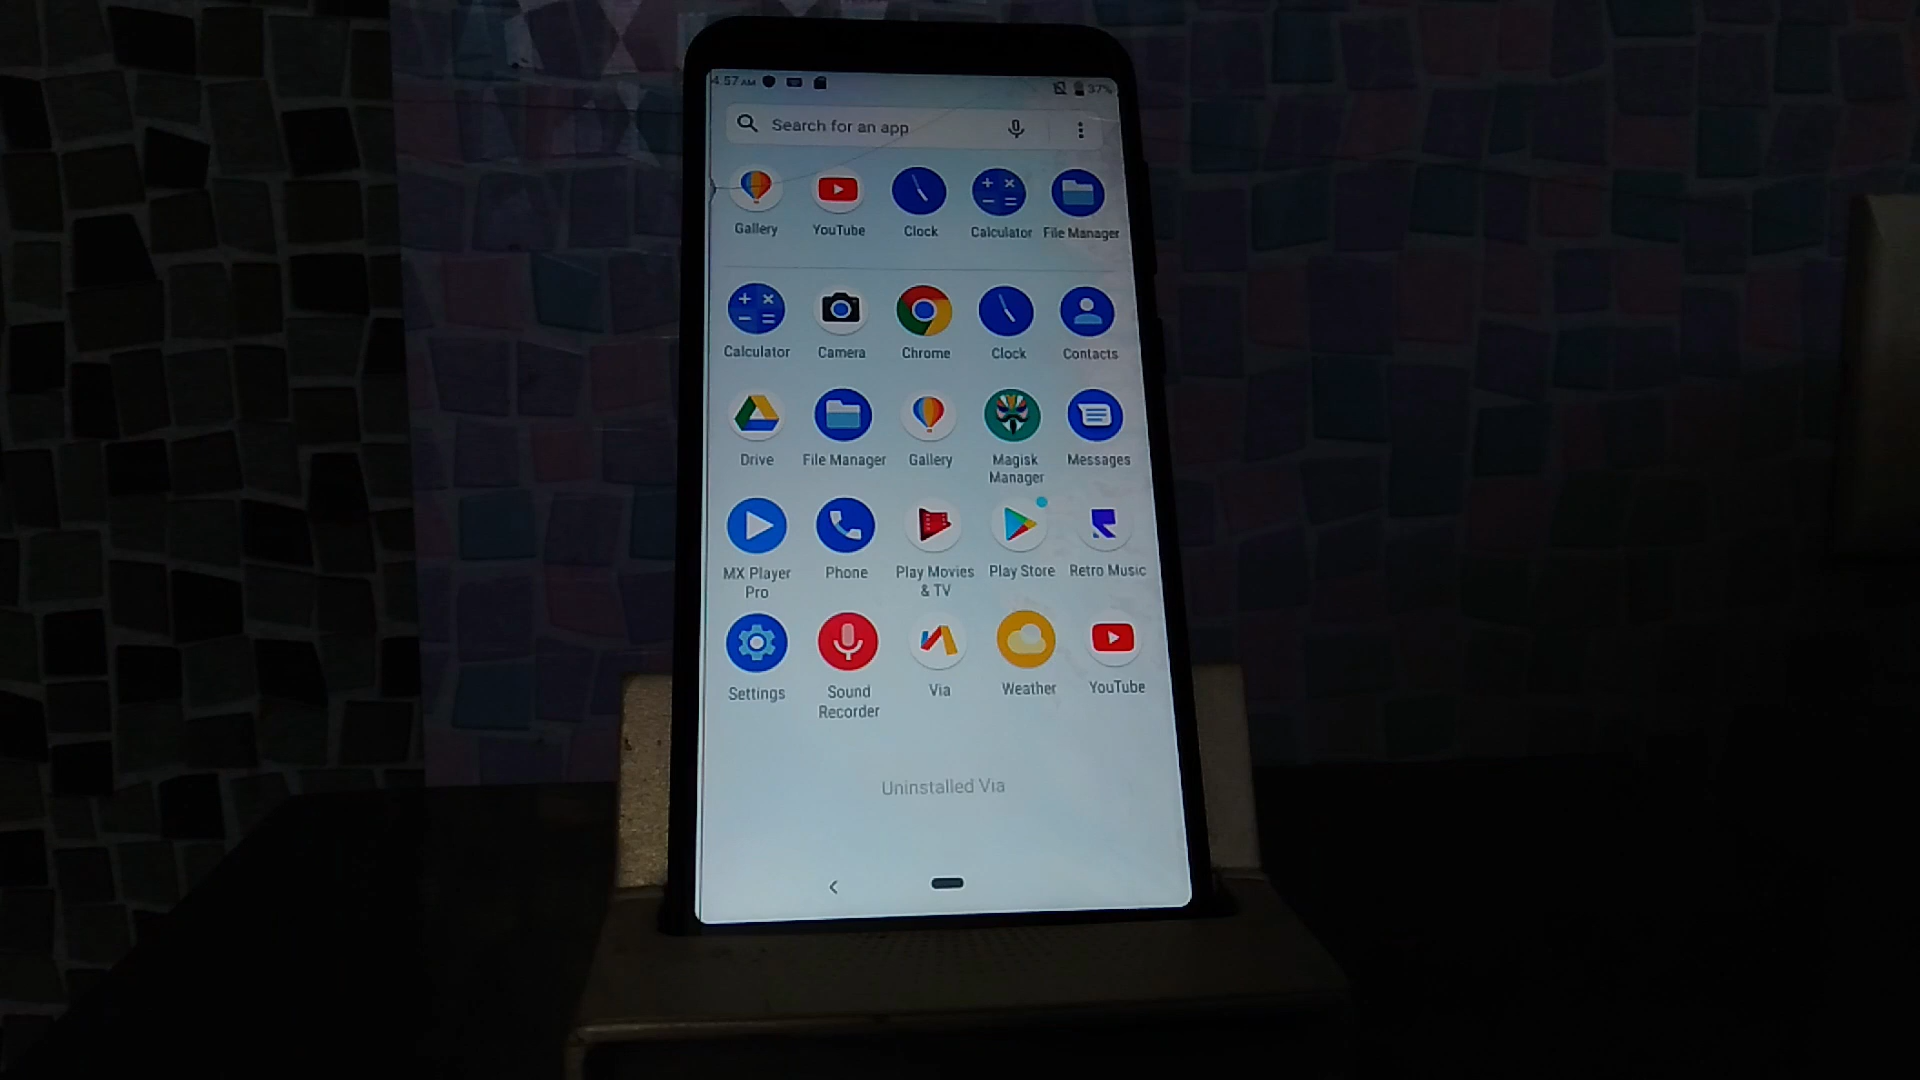 4:57 AM 37%
Search for an app
Gallery YouTube Clock Calculator File Manager
Calculator Camera Chrome Clock Contacts
Drive File Manager Gallery Magisk Messages
Manager
MX Player Phone Play Movies Play Store Retro Music
Pro & TV
Settings Sound Via Weather YouTube
Recorder
Uninstalled Via